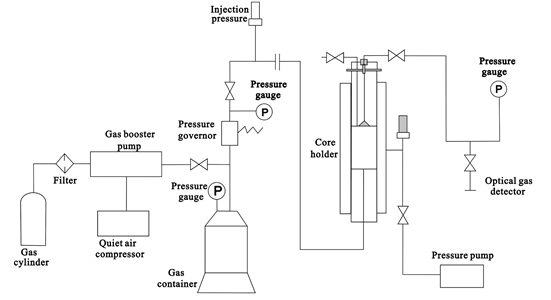 Injection
pressure
Pressure
gauge
P
Pressure
gauge
P
Pressure
governor
Gas booster
pump
Core
holder
Filter
Pressure
gauge
P
Optical gas
detector
Gas
cylinder
Quiet air
compressor
Gas
container
Pressure pump